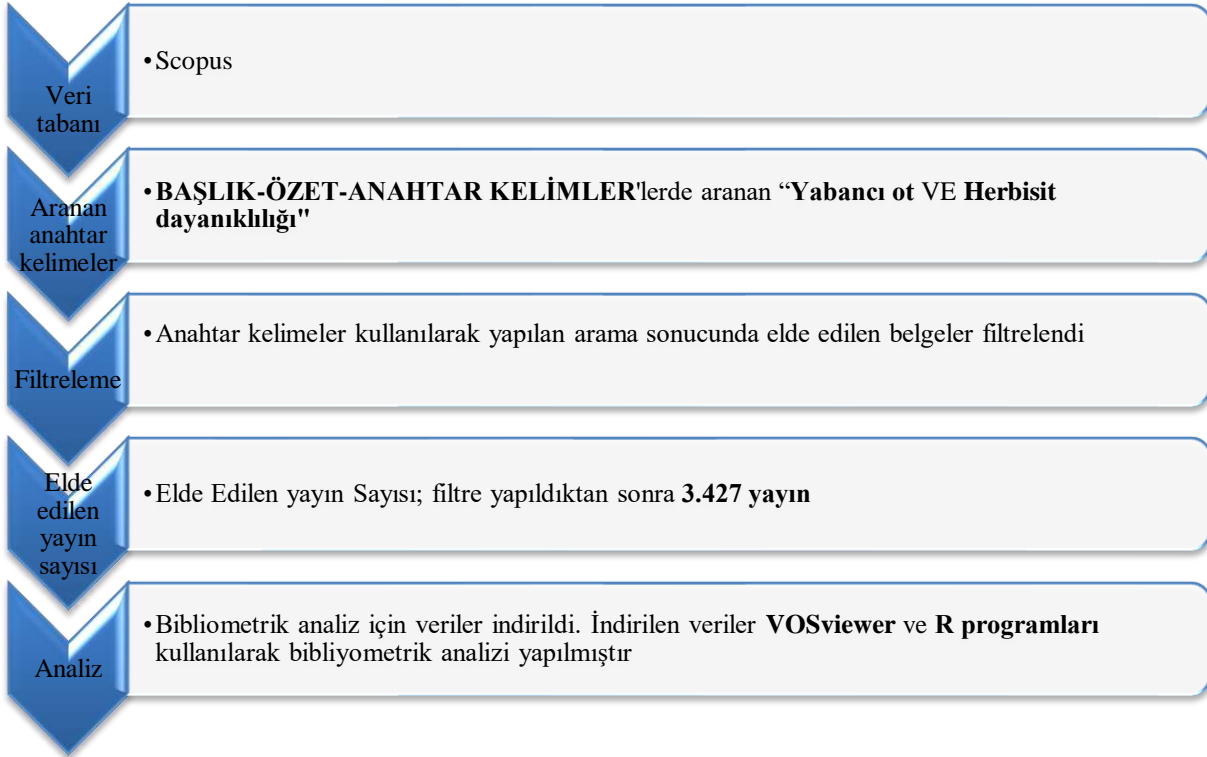 Veri
tabanı
•Scopus
Aranan
anahtar
kelimeler
•BAŞLIK-ÖZET-ANAHTAR KELİMLER'lerde aranan “Yabancı ot VE Herbisit
dayanıklılığı"
Filtreleme
•Anahtar kelimeler kullanılarak yapılan arama sonucunda elde edilen belgeler filtrelendi
Elde
edilen
yayın
sayısı
•Elde Edilen yayın Sayısı; filtre yapıldıktan sonra 3.427 yayın
Analiz
•Bibliometrik analiz için veriler indirildi. İndirilen veriler VOSviewer ve R programları
kullanılarak bibliyometrik analizi yapılmıştır